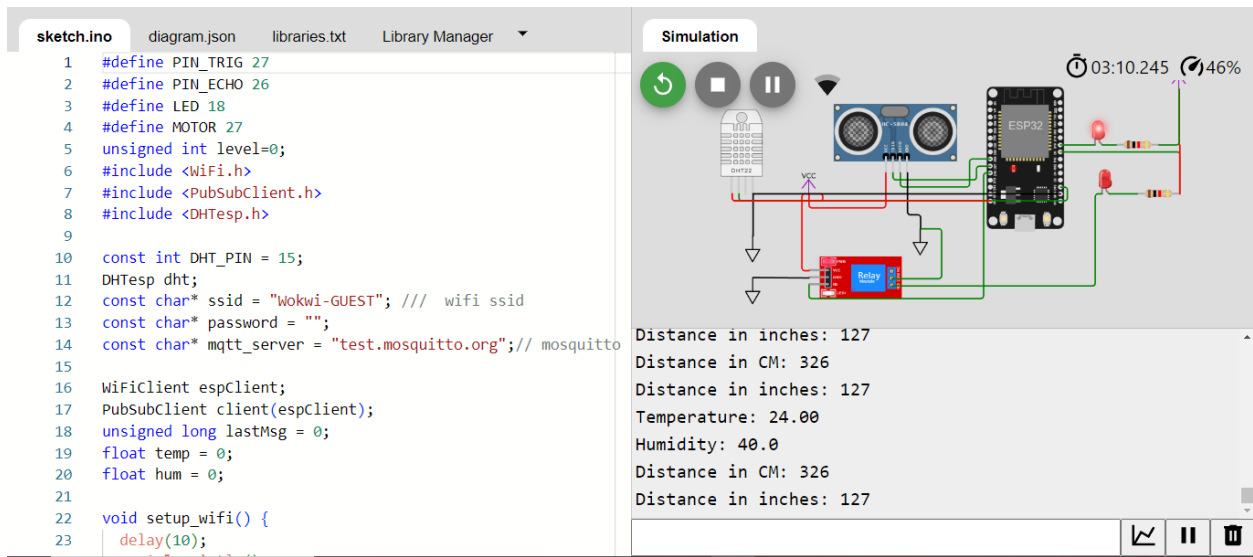 sketch.ino diagram.json libraries.txt Library Manager
1 #define PIN_TRIG 27
2 #define PIN_ECHO 26
3 #define LED 18
4 #define MOTOR 27
5 unsigned int level=0;
6 #include <WiFi.h>
7 #include <PubSubClient.h>
8 #include <DHTesp.h>
9
10 const int DHT_PIN = 15;
11 DHTesp dht;
12 const char* ssid = "Wokwi-GUEST"; /// wifi ssid
13 const char* password = "";
14 const char* mqtt_server = "test.mosquitto.org";// mosquitto
15
16 WiFiClient espClient;
17 PubSubClient client(espClient);
18 unsigned long lastMsg = 0;
19 float temp = 0;
20 float hum = 0;
21
22 void setup_wifi() {
23 delay(10);
Simulation
03:10.245 46%
ESP32
HC-SR04
DHT22
VCC
Relay
Module
Distance in inches: 127
Distance in CM: 326
Distance in inches: 127
Temperature: 24.00
Humidity: 40.0
Distance in CM: 326
Distance in inches: 127